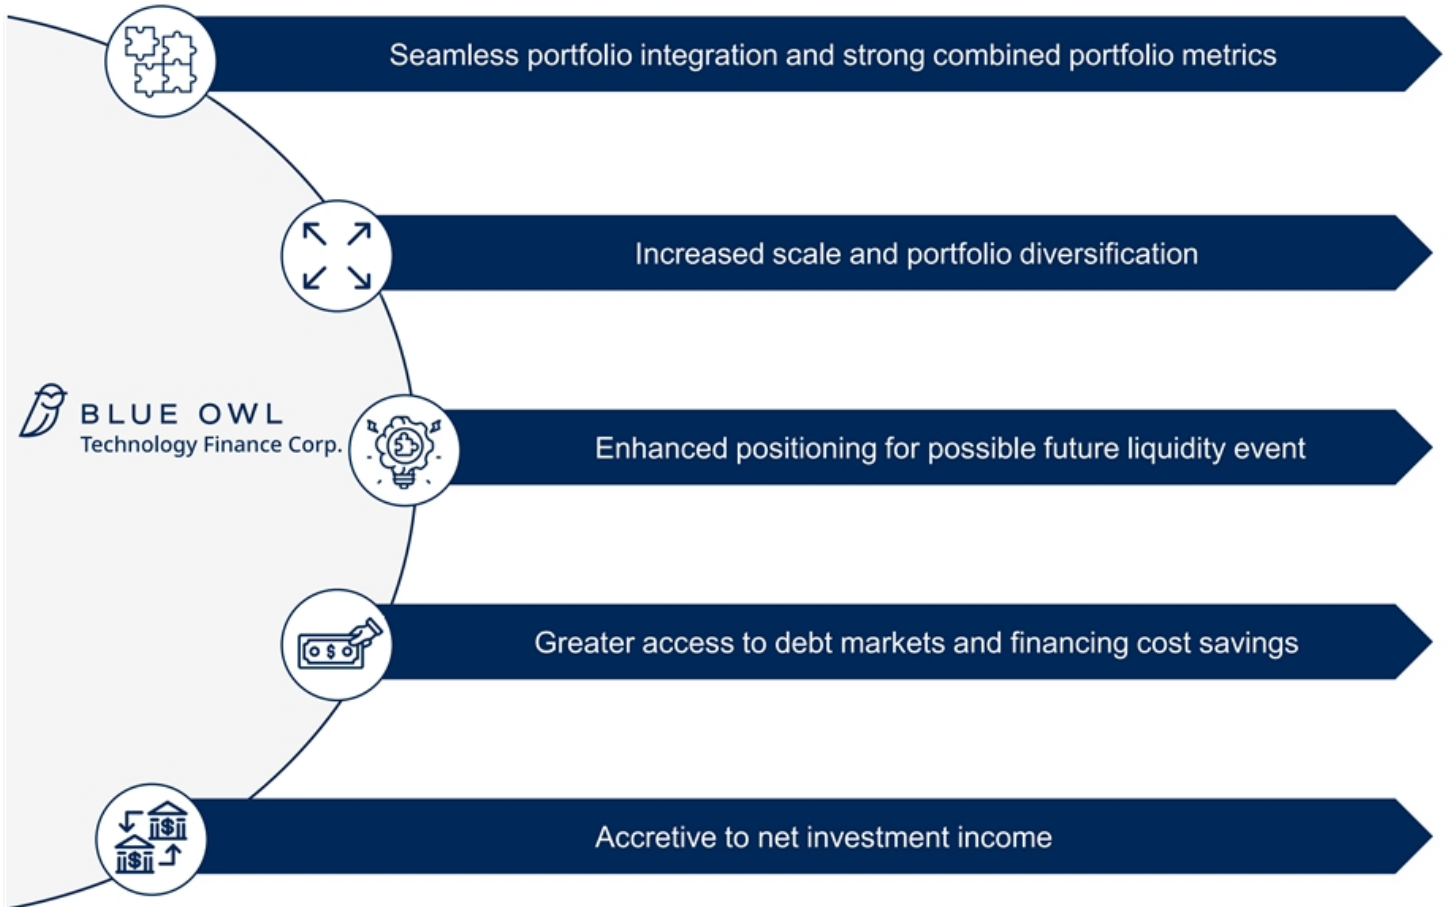 Seamless portfolio integration and strong combined portfolio metrics
Increased scale and portfolio diversification
BLUE OWL
Technology Finance Corp.
Enhanced positioning for possible future liquidity event
$
Greater access to debt markets and financing cost savings
$
$
Accretive to net investment income